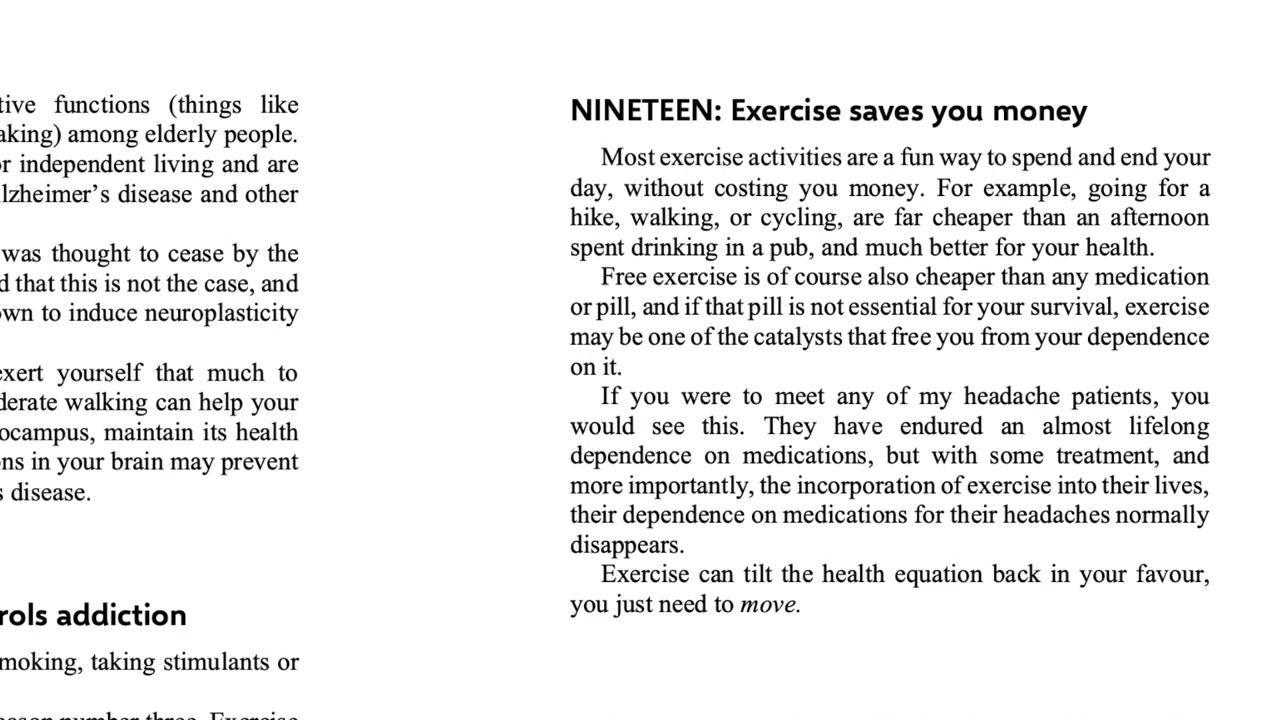 tive functions (things like
aking) among elderly people.
or independent living and are
lzheimer's disease and other
was thought to cease by the
d that this is not the case, and
own to induce neuroplasticity
exert yourself that much to
derate walking can help your
ocampus, maintain its health
ons in your brain may prevent
s disease.
rols addiction
moking, taking stimulants or
eason number three. Exercise
NINETEEN: Exercise saves you money
Most exercise activities are a fun way to spend and end your
day, without costing you money. For example, going for a
hike, walking, or cycling, are far cheaper than an afternoon
spent drinking in a pub, and much better for your health.
Free exercise is of course also cheaper than any medication
or pill, and if that pill is not essential for your survival, exercise
may be one of the catalysts that free you from your dependence
on it.
If you were to meet any of my headache patients, you
would see this. They have endured an almost lifelong
dependence on medications, but with some treatment, and
more importantly, the incorporation of exercise into their lives,
their dependence on medications for their headaches normally
disappears.
Exercise can tilt the health equation back in your favour,
you just need to move.